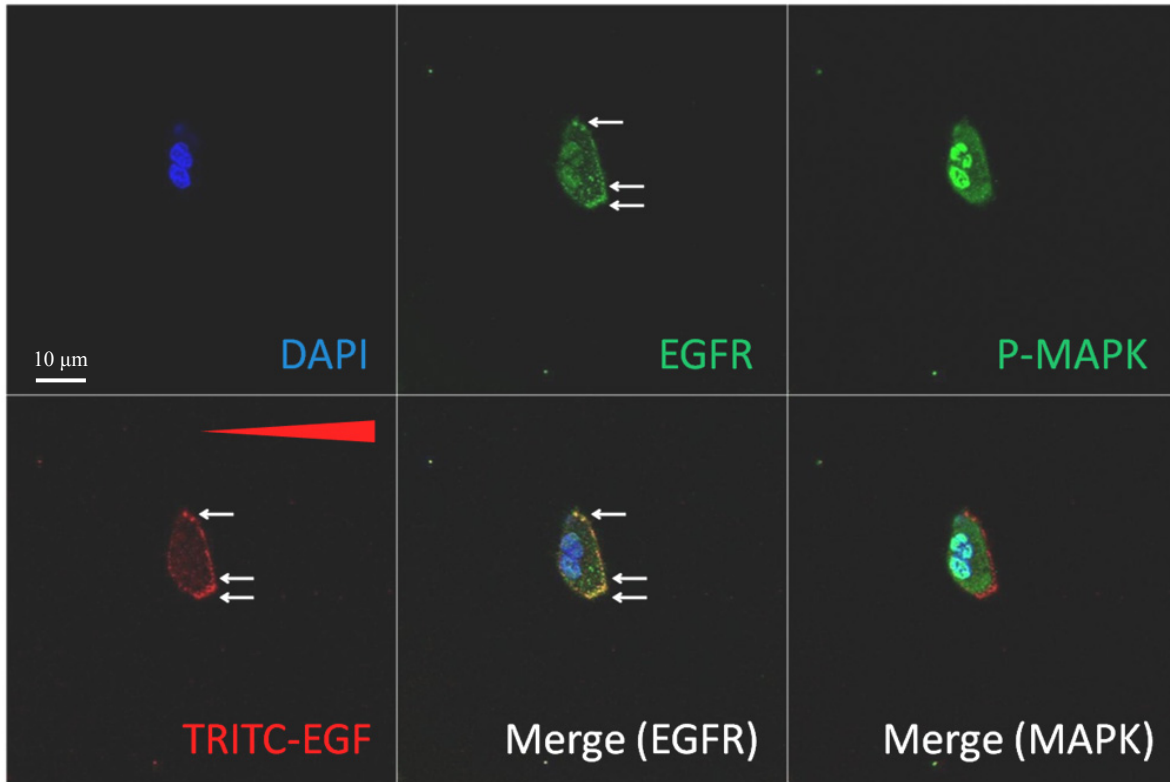 DAPI
EGFR
P-MAPK
10 μm
TRITC-EGF
Merge (EGFR)
Merge (MAPK)